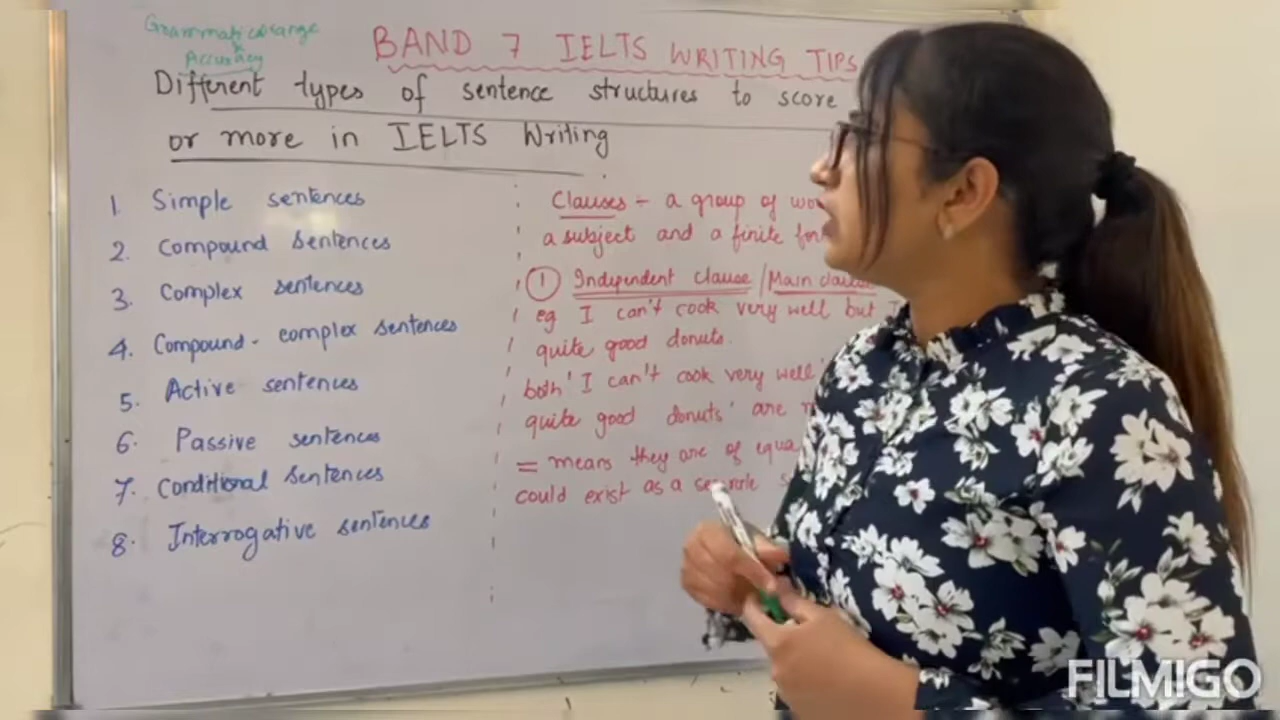 Grammatical range
&
Accuracy
BAND 7 IELTS WRITING TIPS
Different types of sentence structures to score
or more in IELTS Writing
1. Simple sentences
2. Compound Sentences
3. Complex sentences
4. Compound-complex sentences
5. Active sentences
6. Passive sentences
7. Conditional Sentences
8. Interrogative sentences
Clauses - a group of
a subject and a finite
1 Independent clause / Main clause
eg I can't cook very well but I
quite good donuts.
both 'I can't cook very well'
quite good donuts' are
= means they are of
could exist as a separate
FILMIGO